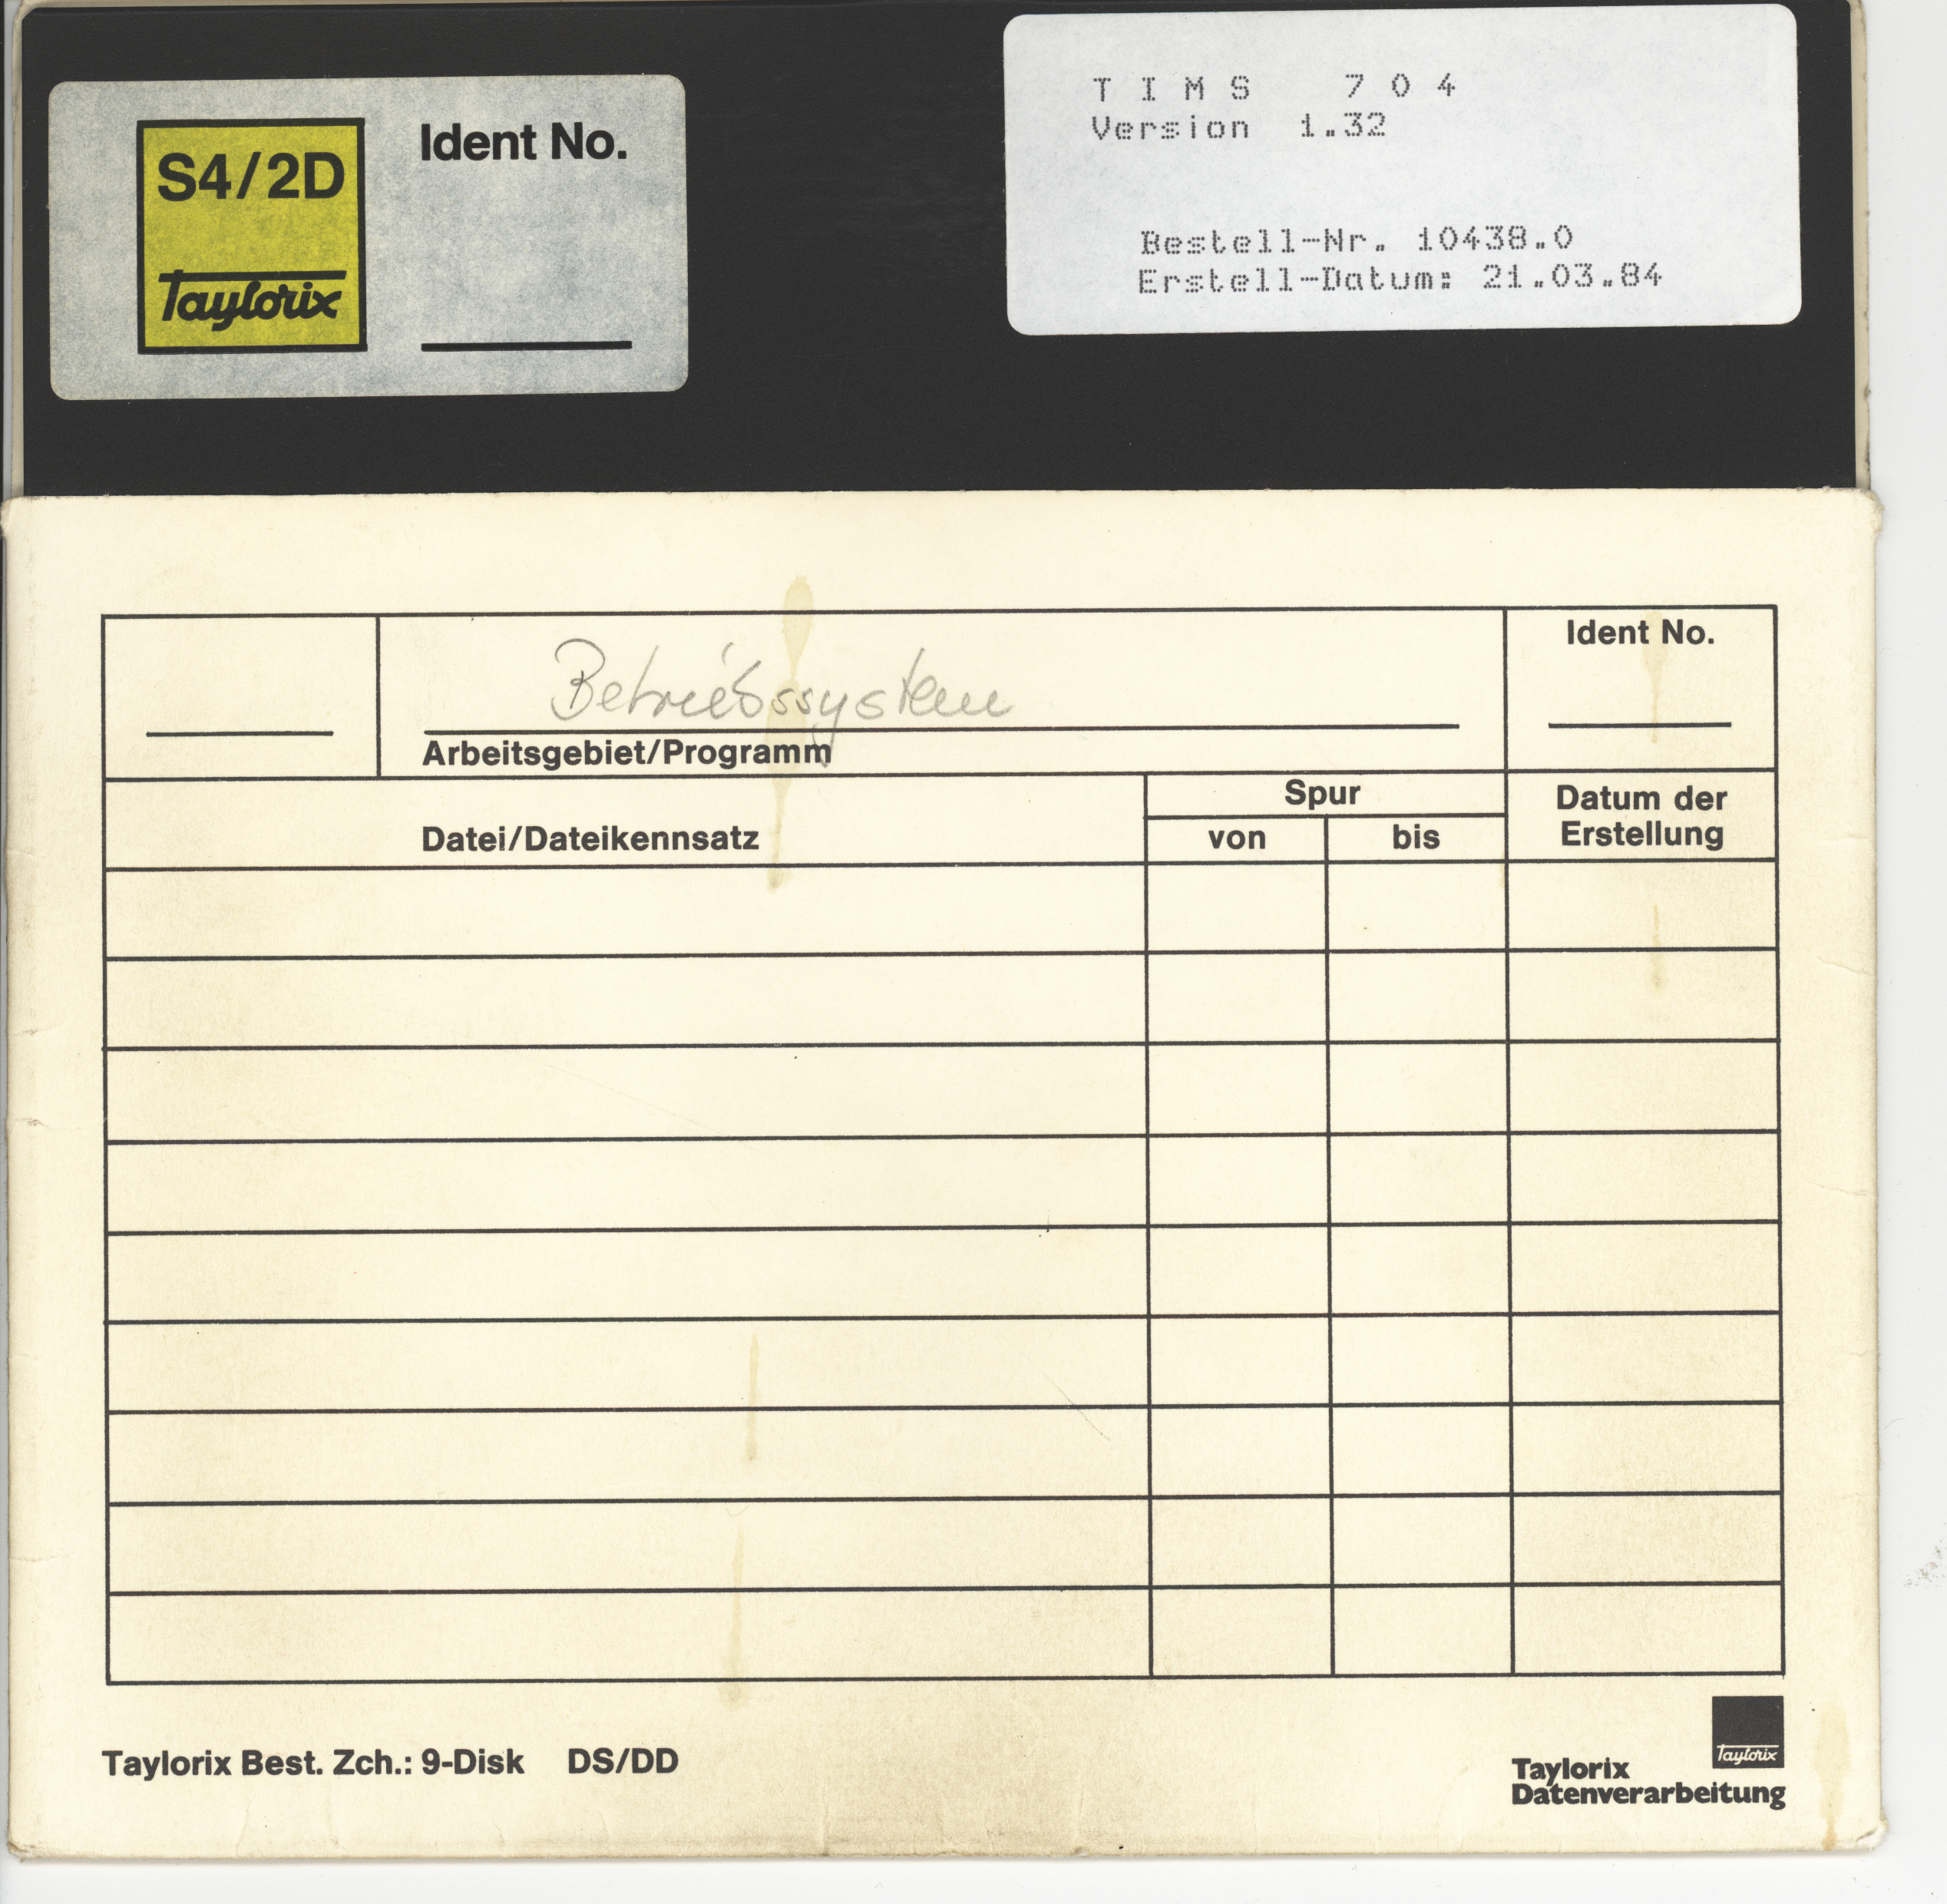 S4/2D
Taylorix
Ident No.
T I M S   7 0 4
Version 1.32
Bestell-Nr. 10438.0
Erstell-Datum: 21.03.84
Betriebssystem
Arbeitsgebiet/Programm
Ident No.
Datei/Dateikennsatz
Spur
von
bis
Datum der
Erstellung
Taylorix Best. Zch.: 9-Disk DS/DD
Taylorix
Taylorix
Datenverarbeitung